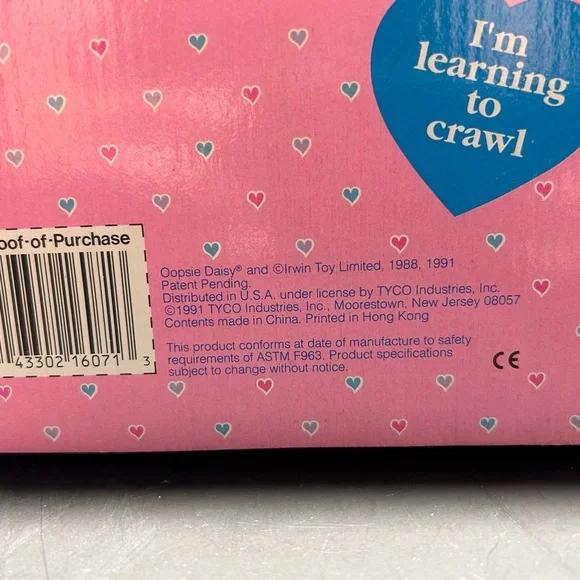 I'm
learning
to
crawl
oof-of-Purchase
43302 16071 3
Oopsie Daisy® and ©Irwin Toy Limited, 1988, 1991
Patent Pending.
Distributed in U.S.A. under license by TYCO Industries, Inc.
©1991 TYCO Industries, Inc., Moorestown, New Jersey 08057
Contents made in China. Printed in Hong Kong
This product conforms at date of manufacture to safety
requirements of ASTM F963. Product specifications
subject to change without notice.
CE